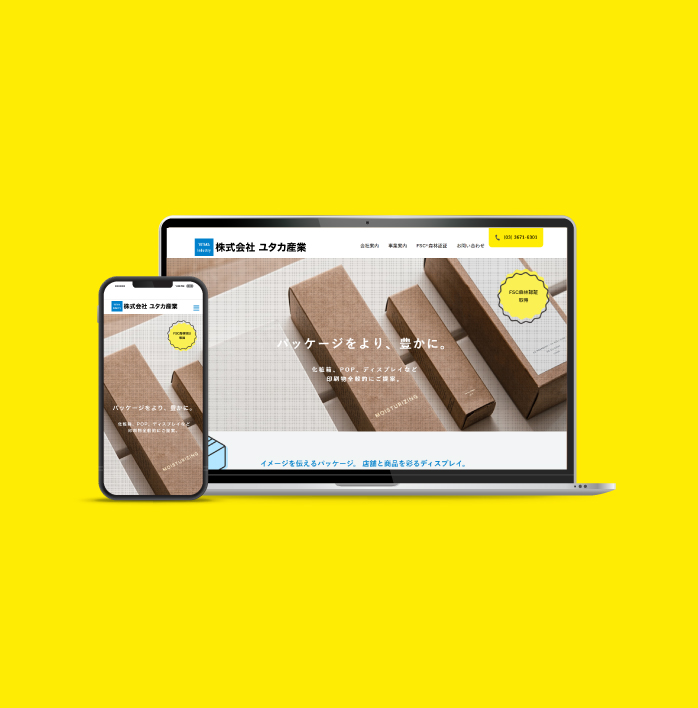 株式会社 ユタカ産業
会社案内 事業案内 FSC®森林認証 お問い合わせ
(03) 3671-6301
FSC森林認証
取得
パッケージをより、豊かに。
化粧箱、POP、ディスプレイなど
印刷物全般的にご提案。
MOISTURIZING
イメージを伝えるパッケージ。 店舗と商品を彩るディスプレイ。
株式会社 ユタカ産業
FSC森林認証
取得
パッケージをより、豊かに。
化粧箱、POP、ディスプレイなど
印刷物全般的にご提案。
MOISTURIZING